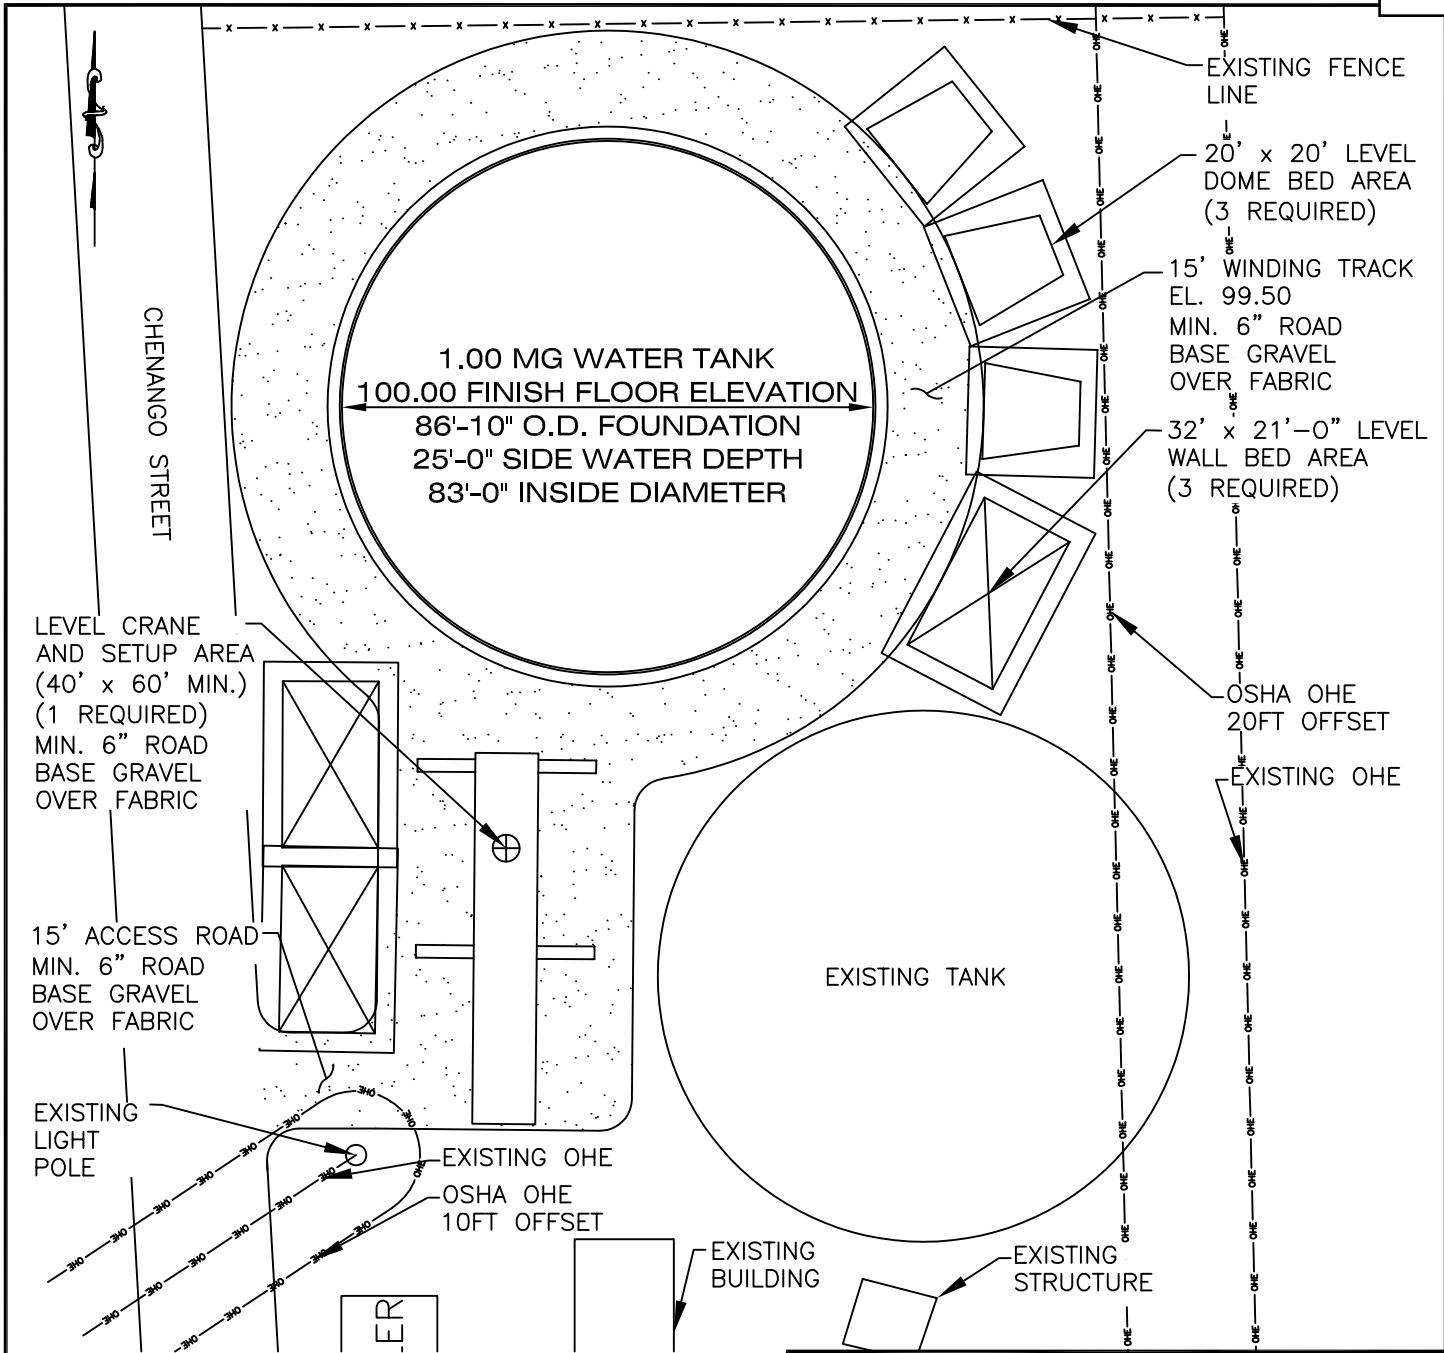 EXISTING FENCE
LINE
20' x 20' LEVEL
DOME BED AREA
(3 REQUIRED)
15' WINDING TRACK
EL. 99.50
MIN. 6" ROAD
BASE GRAVEL
OVER FABRIC
32' x 21'-0" LEVEL
WALL BED AREA
(3 REQUIRED)
CHENANGO STREET
1.00 MG WATER TANK
100.00 FINISH FLOOR ELEVATION
86'-10" O.D. FOUNDATION
25'-0" SIDE WATER DEPTH
83'-0" INSIDE DIAMETER
LEVEL CRANE
AND SETUP AREA
(40' x 60' MIN.)
(1 REQUIRED)
MIN. 6" ROAD
BASE GRAVEL
OVER FABRIC
OSHA OHE
20FT OFFSET
EXISTING OHE
15' ACCESS ROAD
MIN. 6" ROAD
BASE GRAVEL
OVER FABRIC
EXISTING TANK
EXISTING
LIGHT
POLE
EXISTING OHE
OSHA OHE
10FT OFFSET
EXISTING
BUILDING
EXISTING
STRUCTURE
LER